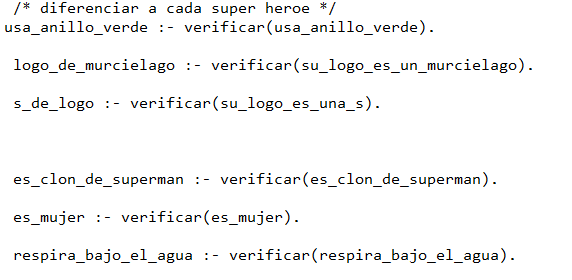 /* diferenciar a cada super heroe */
usa_anillo_verde :- verificar(usa_anillo_verde).
logo_de_murcielago :- verificar(su_logo_es_un_murcielago).
s_de_logo :- verificar(su_logo_es_una_s).
es_clon_de_superman :- verificar(es_clon_de_superman).
es_mujer :- verificar(es_mujer).
respira_bajo_el_agua :- verificar(respira_bajo_el_agua).